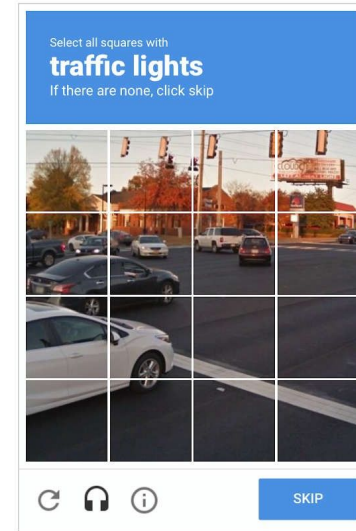 Select all squares with
traffic lights
If there are none, click skip
SKIP